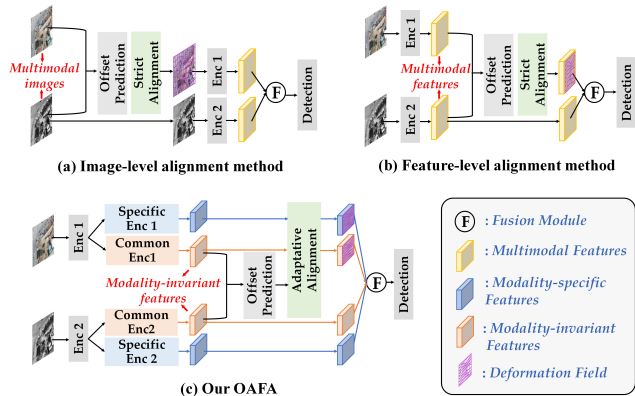 Multimodal
images
Offset
Prediction
Strict
Alignment
Enc 1
Enc 2
F
Detection
(a) Image-level alignment method
Enc 1
Enc 2
Multimodal
features
Offset
Prediction
Strict
Alignment
F
Detection
(b) Feature-level alignment method
Enc 1
Enc 2
Specific
Enc 1
Common
Enc1
Modality-invariant
features
Common
Enc2
Specific
Enc 2
Offset
Prediction
Adaptative
Alignment
F
Detection
(c) Our OAFA
F : Fusion Module
: Multimodal Features
: Modality-specific
Features
: Modality-invariant
Features
: Deformation Field